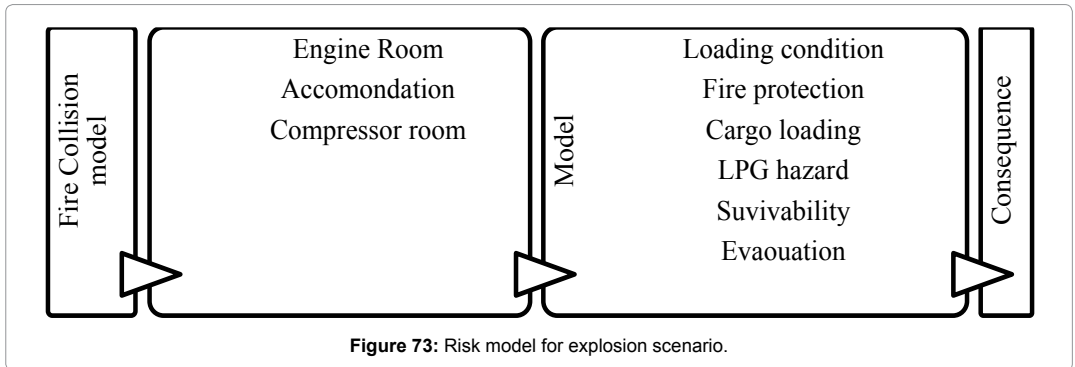 Fire Collision
model
Engine Room
Accomondation
Compressor room
Model
Loading condition
Fire protection
Cargo loading
LPG hazard
Suvivability
Evaouation
Consequence
Figure 73: Risk model for explosion scenario.